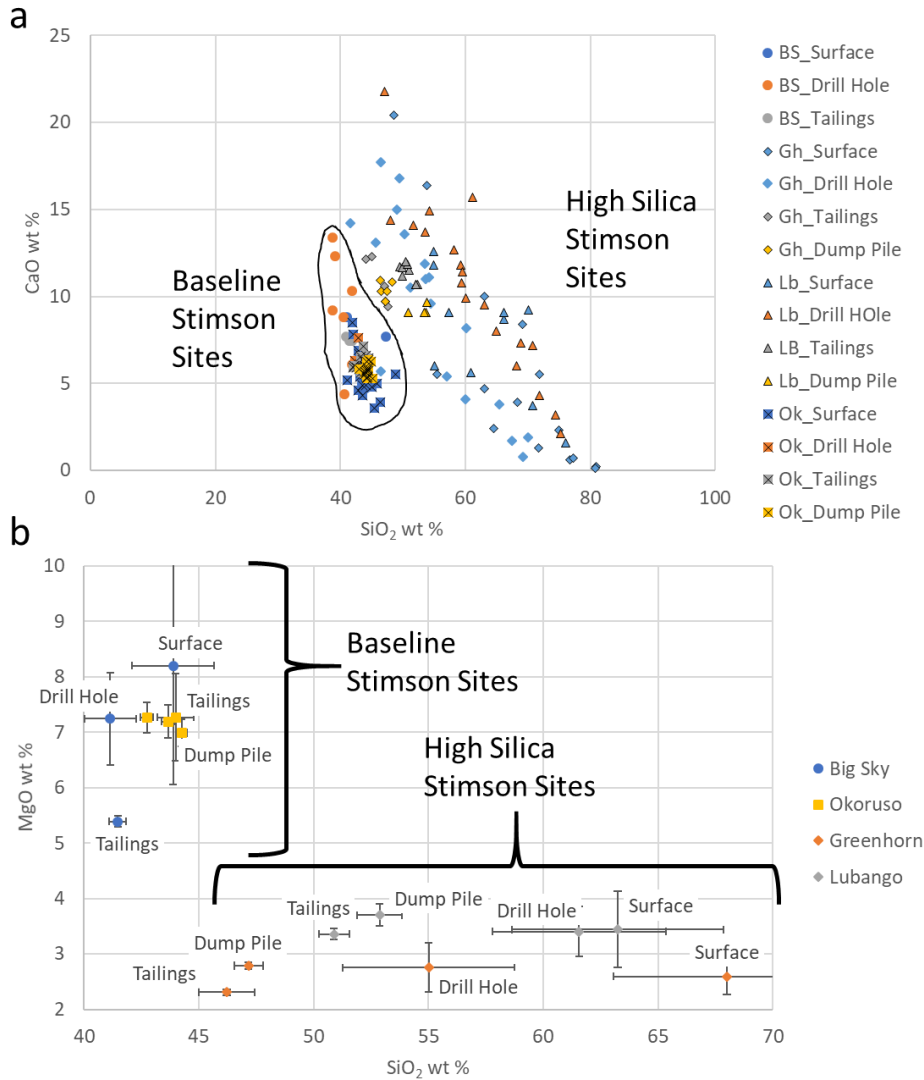 a
25
20
15
10
5
0
CaO wt %
0 20 40 60 80 100
SiO2 wt %
Baseline
Stimson
Sites
High Silica
Stimson
Sites
BS_Surface
BS_Drill Hole
BS_Tailings
Gh_Surface
Gh_Drill Hole
Gh_Tailings
Gh_Dump Pile
Lb_Surface
Lb_Drill HOle
LB_Tailings
Lb_Dump Pile
Ok_Surface
Ok_Drill Hole
Ok_Tailings
Ok_Dump Pile
b
10
9
8
7
6
5
4
3
2
MgO wt %
40 45 50 55 60 65 70
SiO2 wt %
Surface
Drill Hole
Tailings
Dump Pile
Tailings
Baseline
Stimson Sites
High Silica
Stimson Sites
Tailings
Dump Pile
Drill Hole
Surface
Dump Pile
Tailings
Drill Hole
Surface
Big Sky
Okoruso
Greenhorn
Lubango